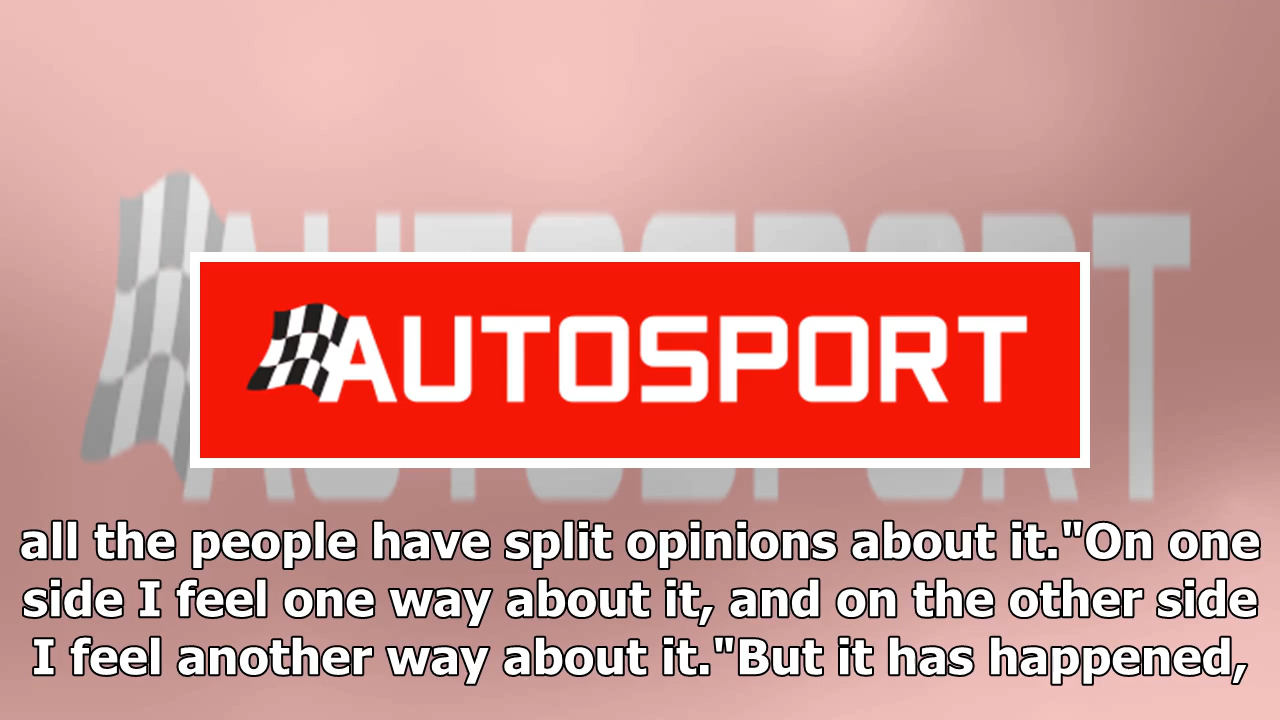 AUTOSPORT
all the people have split opinions about it."On one
side I feel one way about it, and on the other side
I feel another way about it."But it has happened,